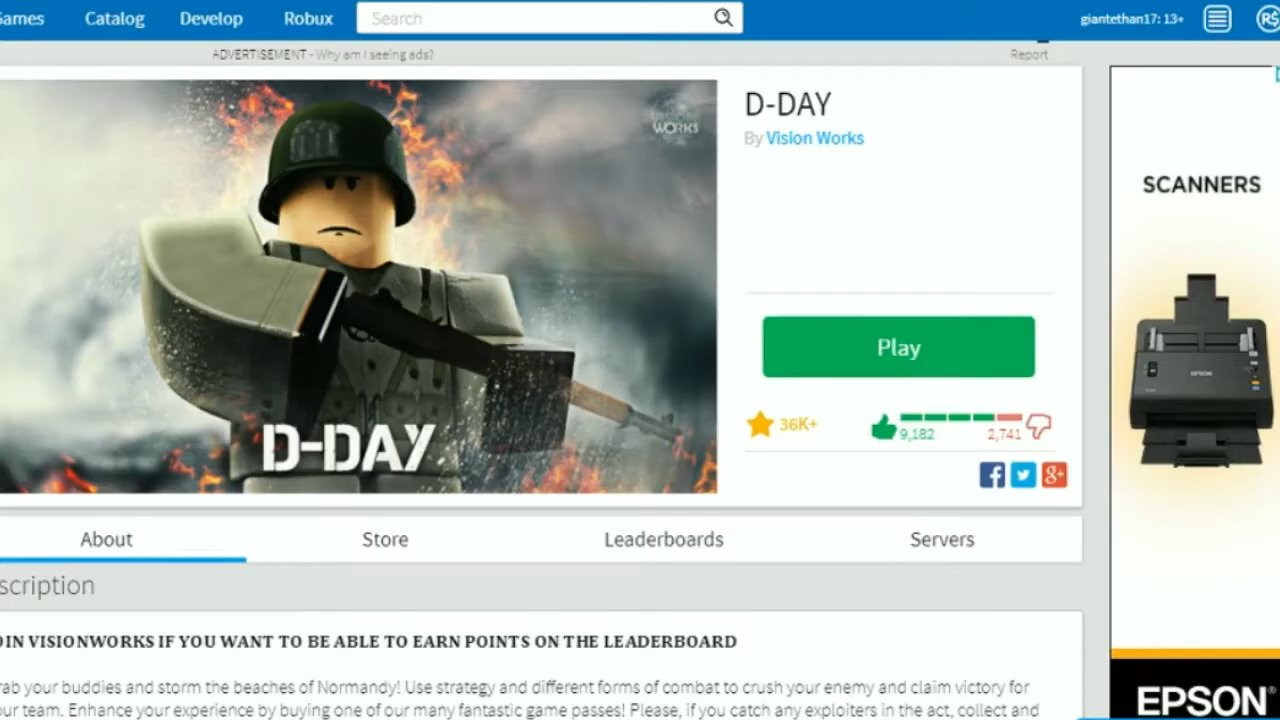 Games Catalog Develop Robux Search giantethan17: 13+ R$
ADVERTISEMENT - Why am I seeing ads? Report
VISION
WORKS
D-DAY
By Vision Works
SCANNERS
Play
EPSON
36K+ 9,182 2,741
D-DAY
f g+
About Store Leaderboards Servers
scription
OIN VISIONWORKS IF YOU WANT TO BE ABLE TO EARN POINTS ON THE LEADERBOARD
rab your buddies and storm the beaches of Normandy! Use strategy and different forms of combat to crush your enemy and claim victory for
our team. Enhance your experience by buying one of our many fantastic game passes! Please, if you catch any exploiters in the act, collect and
EPSON®